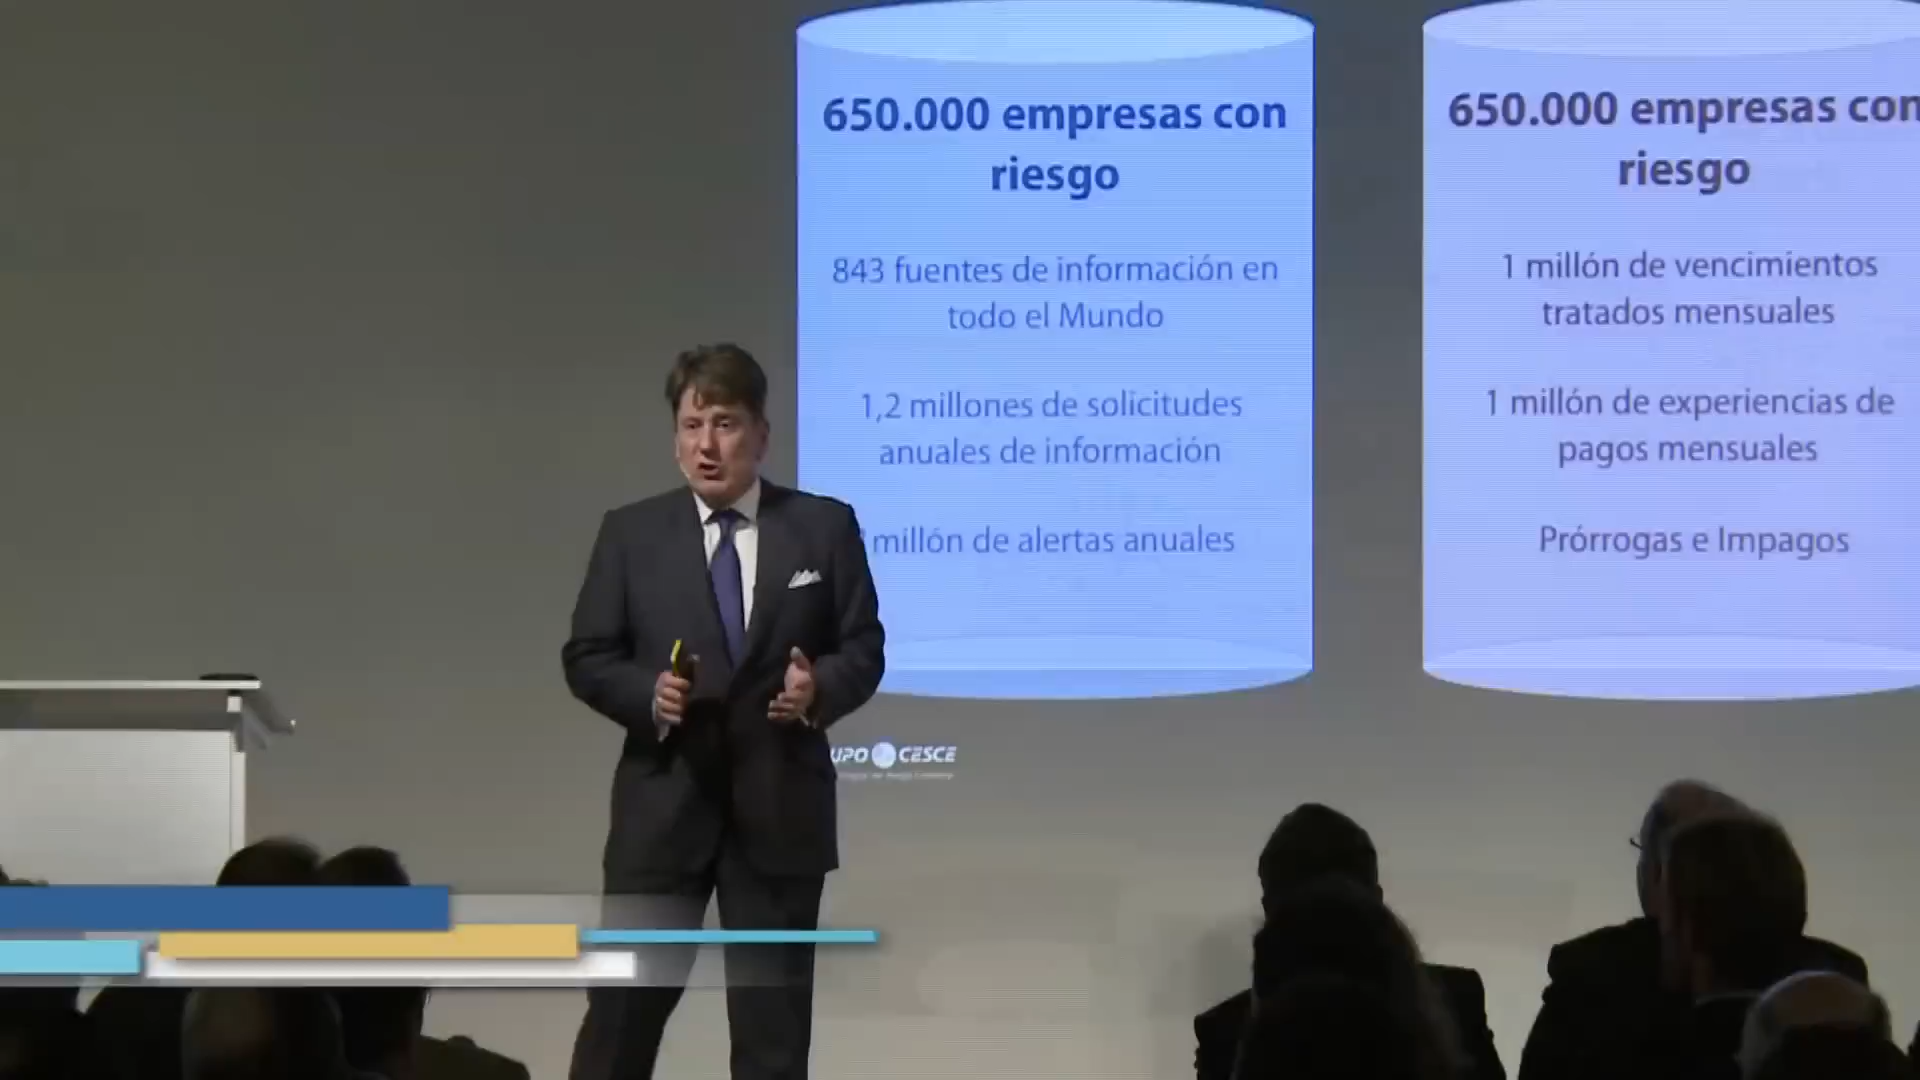 650.000 empresas con
riesgo
843 fuentes de información en
todo el Mundo
1,2 millones de solicitudes
anuales de información
millón de alertas anuales
650.000 empresas con
riesgo
1 millón de vencimientos
tratados mensuales
1 millón de experiencias de
pagos mensuales
Prórrogas e Impagos
UPO CESCE